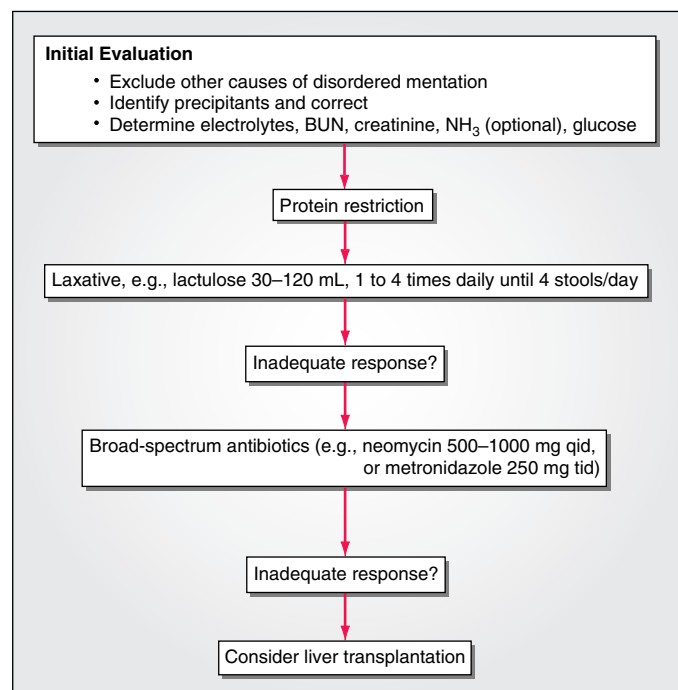 Initial Evaluation
• Exclude other causes of disordered mentation
• Identify precipitants and correct
• Determine electrolytes, BUN, creatinine, NH₃ (optional), glucose
Protein restriction
Laxative, e.g., lactulose 30–120 mL, 1 to 4 times daily until 4 stools/day
Inadequate response?
Broad-spectrum antibiotics (e.g., neomycin 500–1000 mg qid,
or metronidazole 250 mg tid)
Inadequate response?
Consider liver transplantation